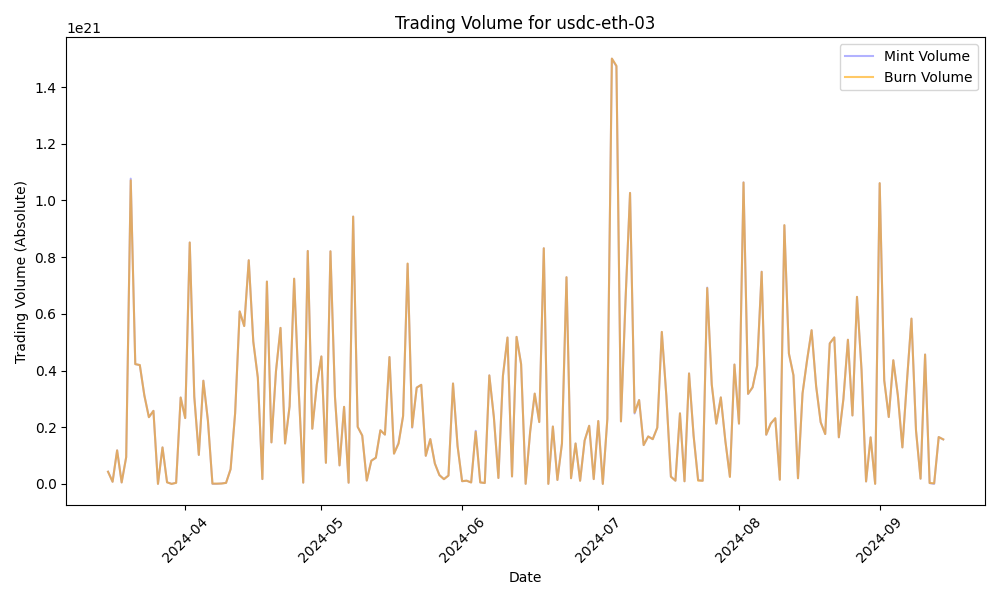 Trading Volume for usdc-eth-03
1e21
Mint Volume
Burn Volume
1.4
1.2
1.0
0.8
0.6
0.4
0.2
0.0
Trading Volume (Absolute)
2024-04
2024-05
2024-06
2024-07
2024-08
2024-09
Date